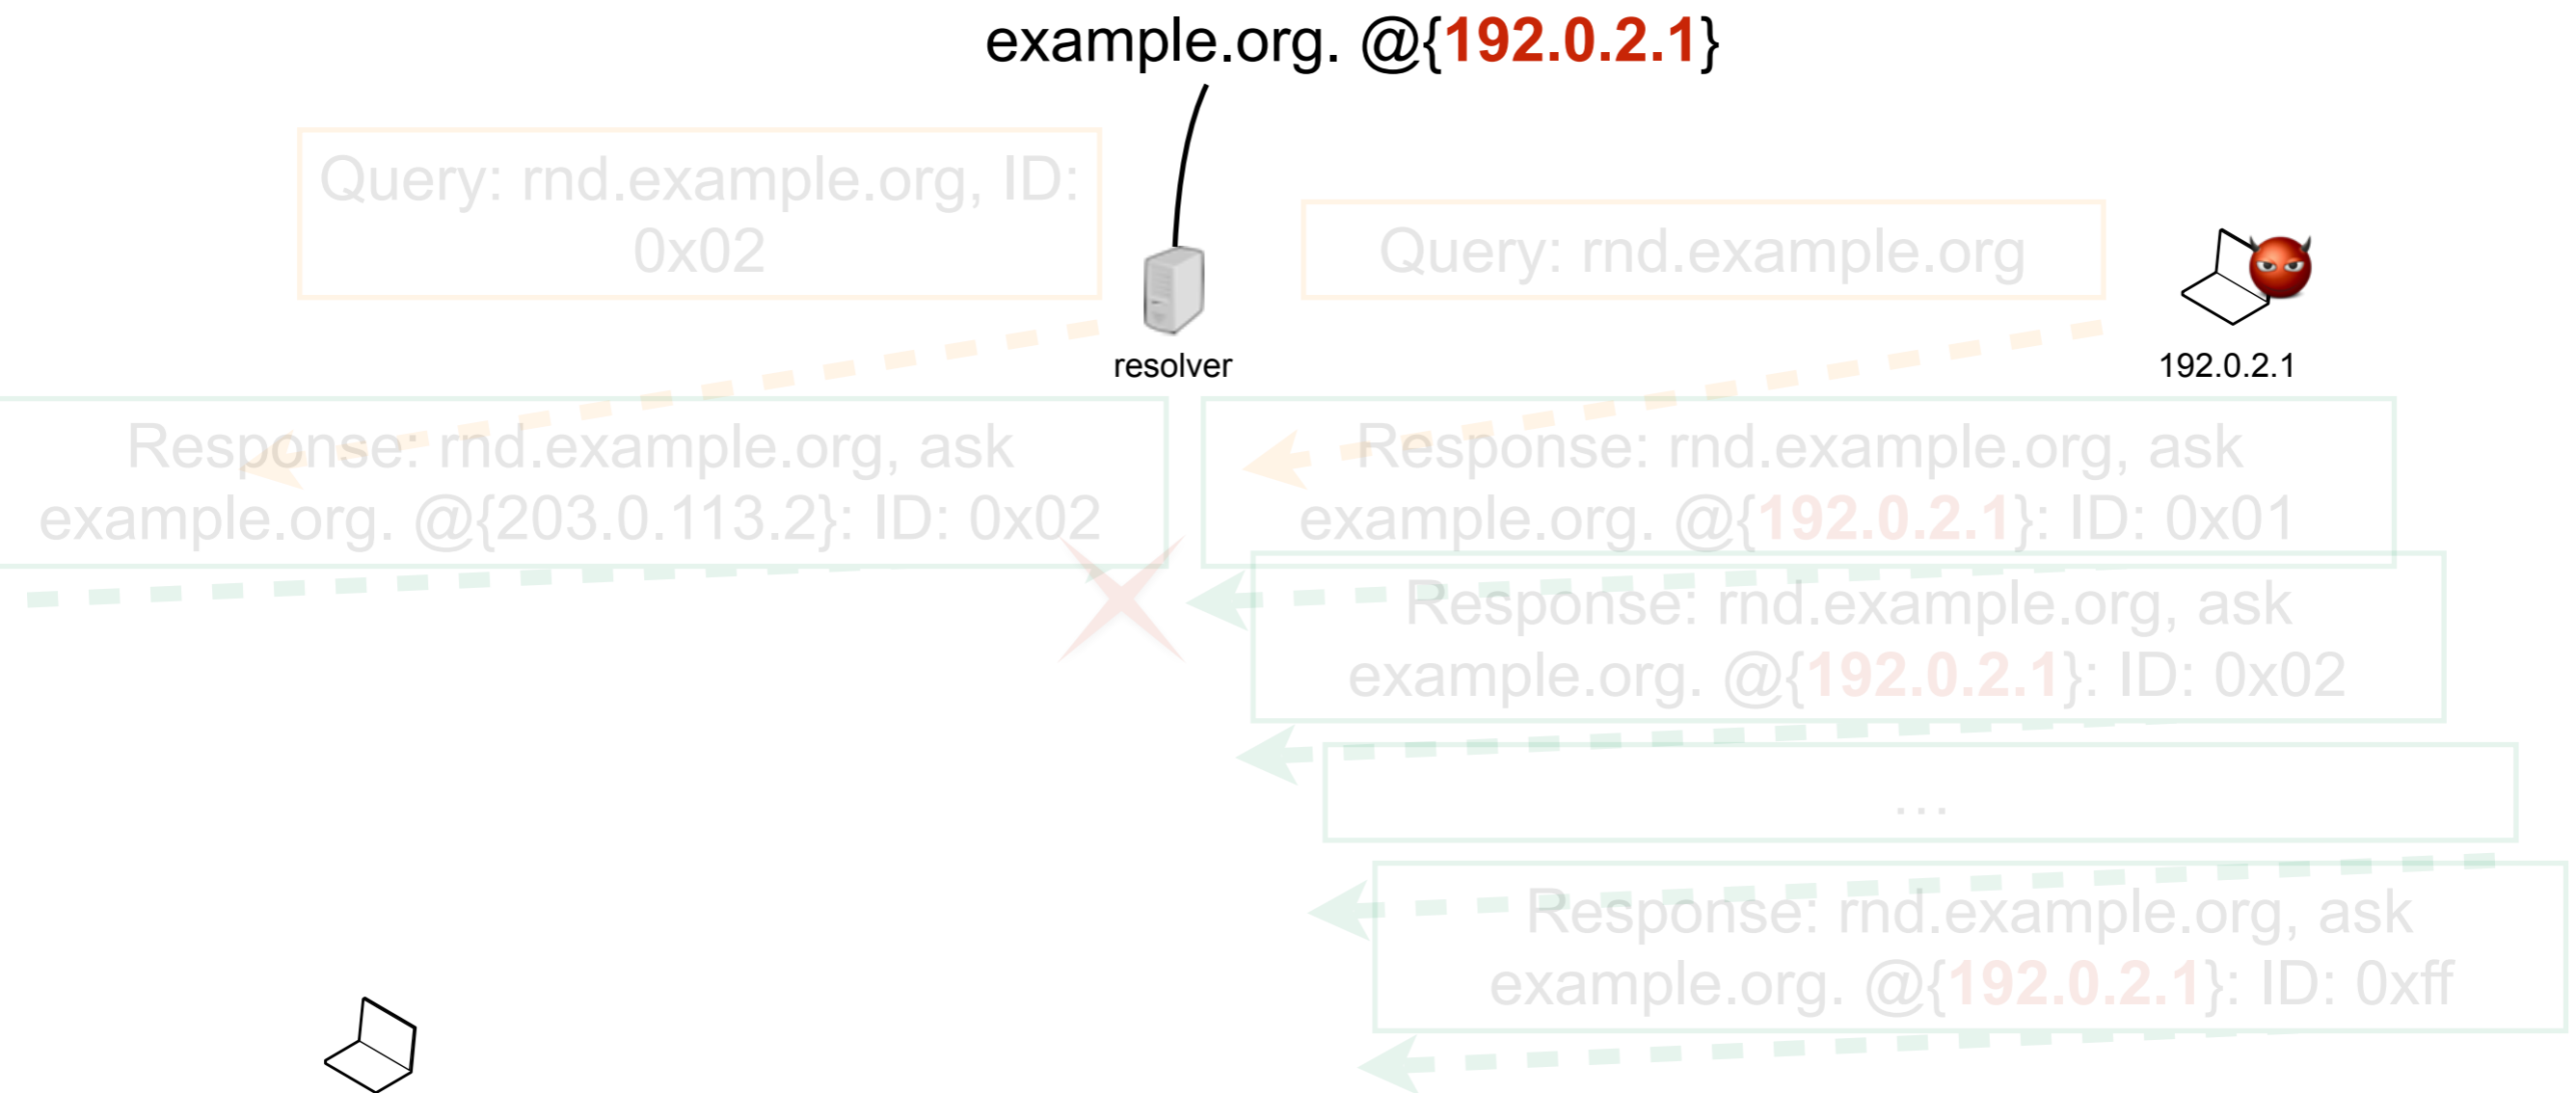 example.org. @{192.0.2.1}
Query: rnd.example.org, ID:
0x02
Query: rnd.example.org
resolver
192.0.2.1
Response: rnd.example.org, ask
example.org. @{203.0.113.2}: ID: 0x02
Response: rnd.example.org, ask
example.org. @{192.0.2.1}: ID: 0x01
Response: rnd.example.org, ask
example.org. @{192.0.2.1}: ID: 0x02
...
Response: rnd.example.org, ask
example.org. @{192.0.2.1}: ID: 0xff